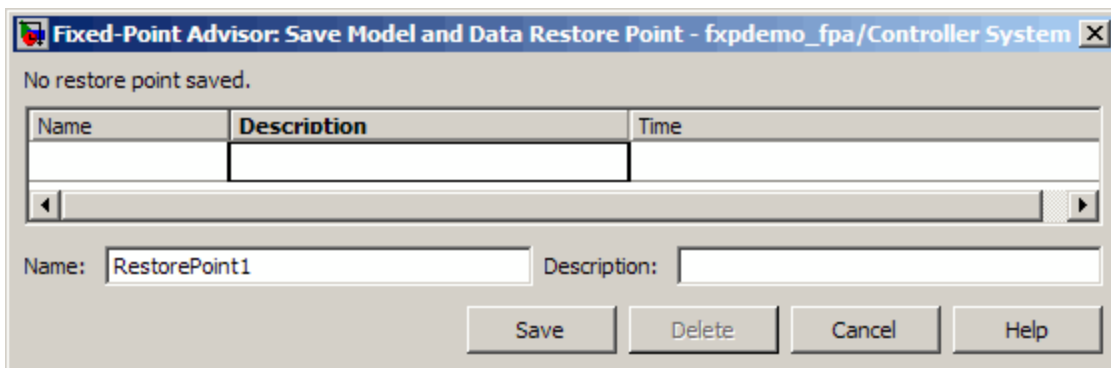 Fixed-Point Advisor: Save Model and Data Restore Point - fxpdemo_fpa/Controller System
No restore point saved.
Name Description Time
Name: RestorePoint1 Description:
Save Delete Cancel Help